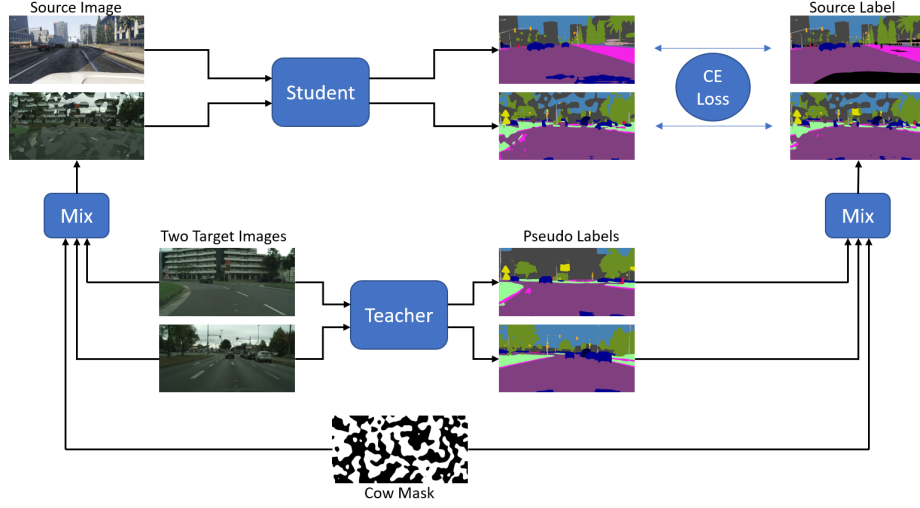 Source Image
Source Label
Student
CE
Loss
Mix
Mix
Two Target Images
Pseudo Labels
Teacher
Cow Mask